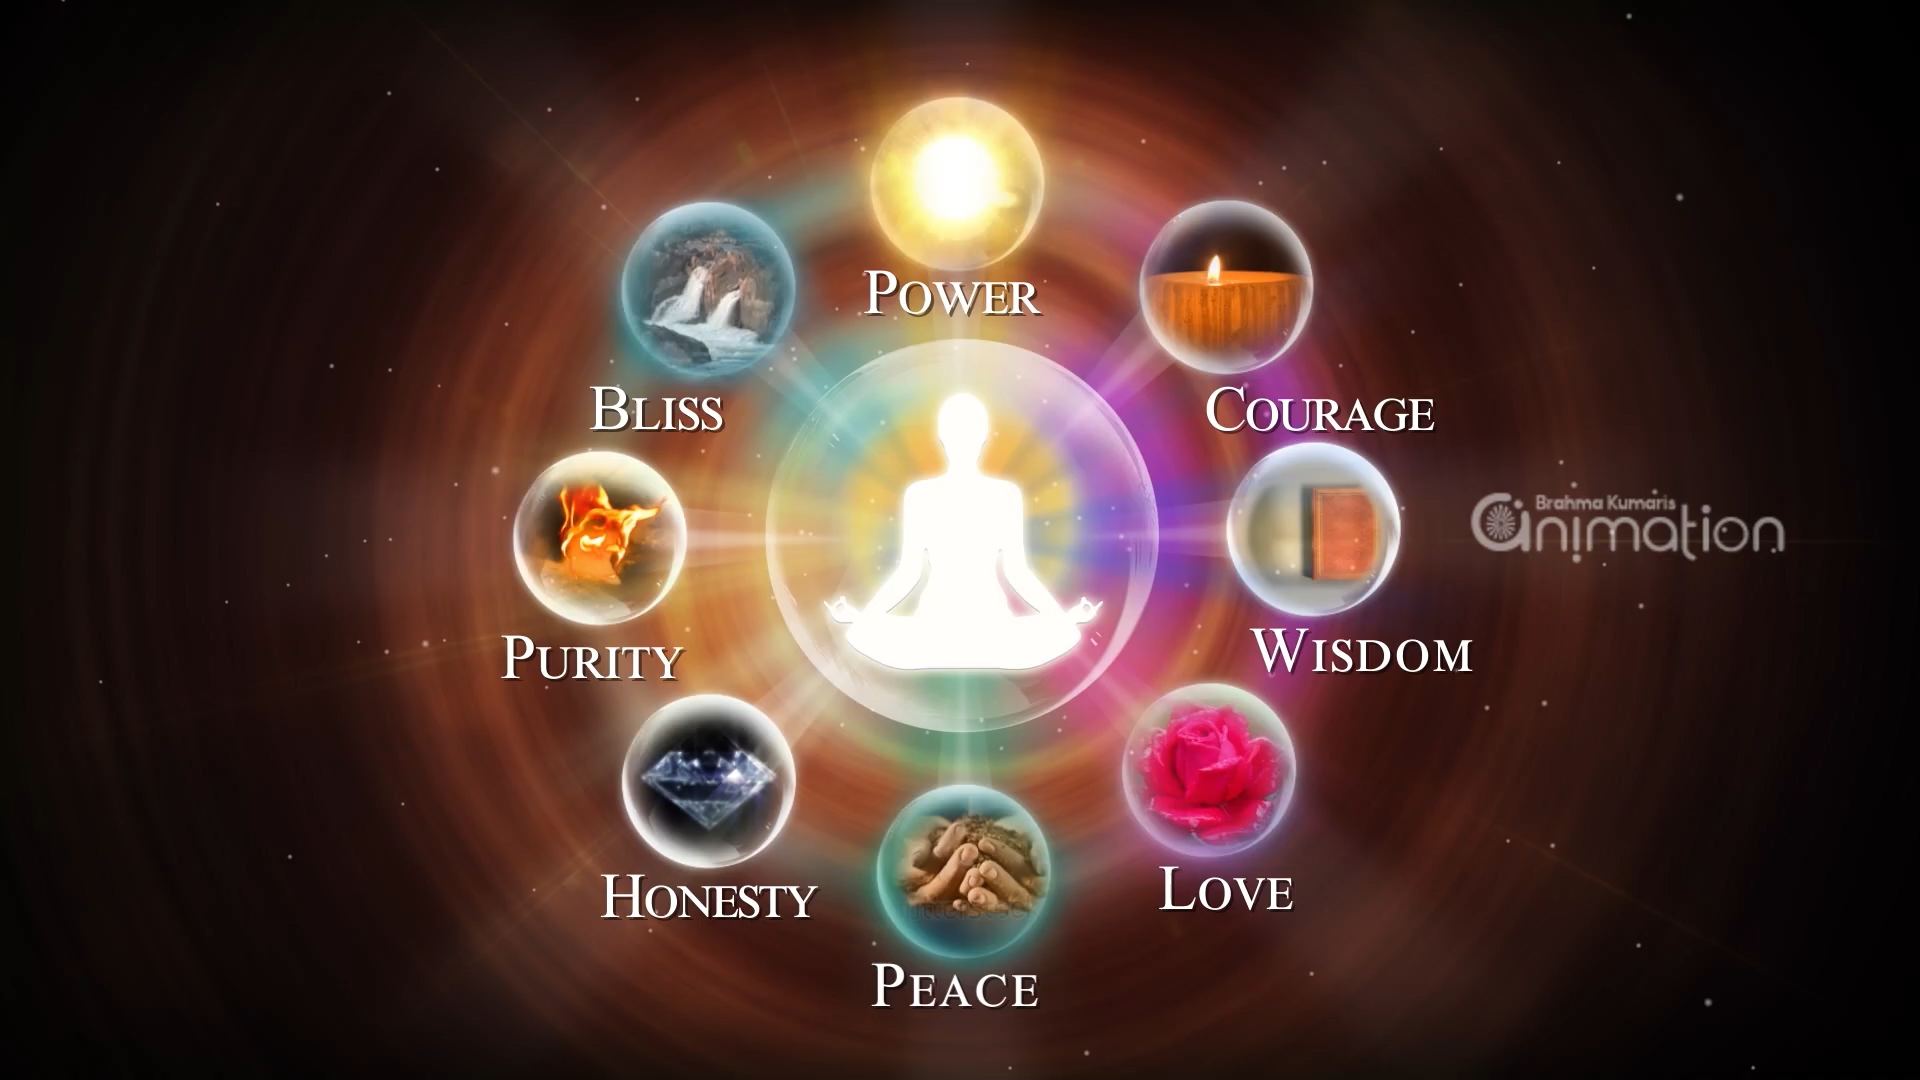 Power
Bliss
Courage
Brahma Kumaris
animation
Purity
Wisdom
Honesty
Love
Peace